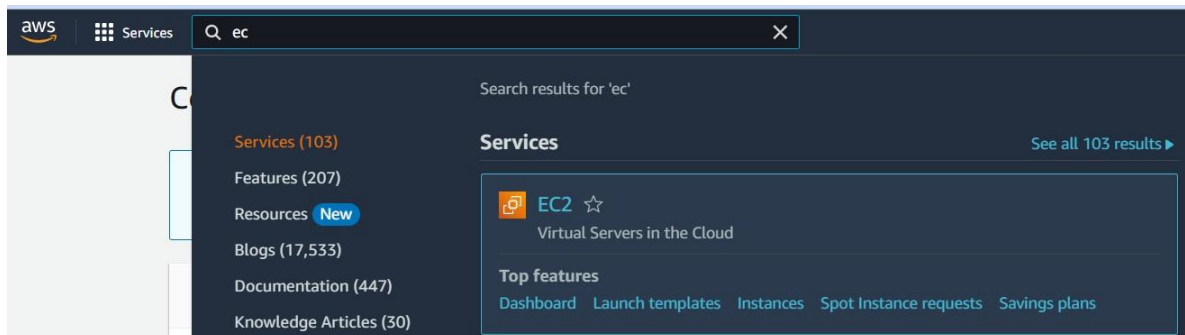 aws
Services
ec
Search results for 'ec'
Services (103)
Features (207)
Resources New
Blogs (17,533)
Documentation (447)
Knowledge Articles (30)
Services
See all 103 results
EC2
Virtual Servers in the Cloud
Top features
Dashboard Launch templates Instances Spot Instance requests Savings plans